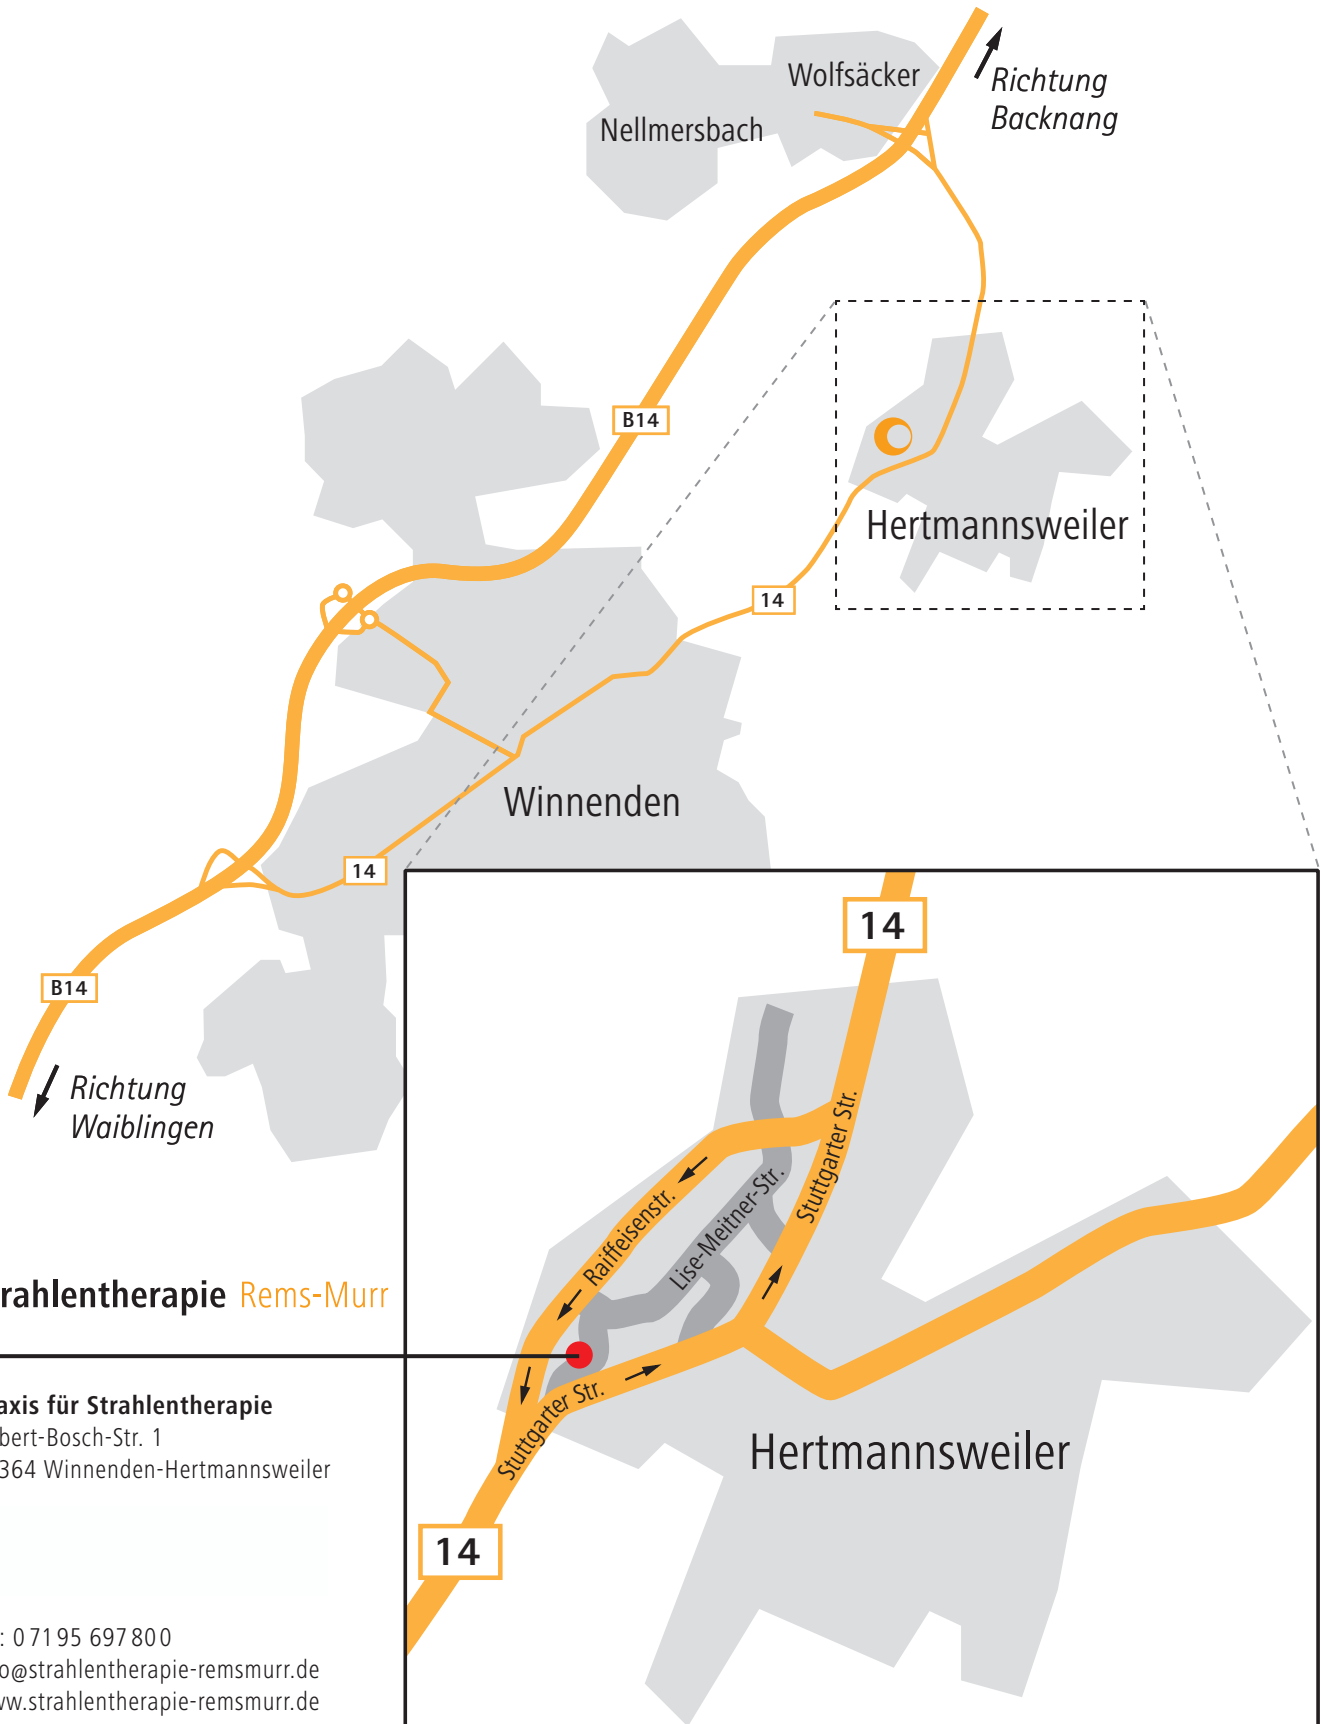 Wolfsäcker
Richtung
Backnang
Nellmersbach
B14
Hertmannsweiler
14
Winnenden
14
B14
Richtung
Waiblingen
14
Stuttgarter Str.
Raiffeisenstr.
Lise-Meitner-Str.
Stuttgarter Str.
Hertmannsweiler
14
rahlentherapie Rems-Murr
axis für Strahlentherapie
bert-Bosch-Str. 1
364 Winnenden-Hertmannsweiler
: 07195 697800
o@strahlentherapie-remsmurr.de
ww.strahlentherapie-remsmurr.de